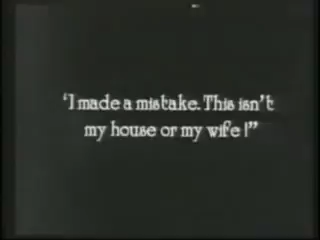 ‘I made a mistake. This isn't
my house or my wife!”